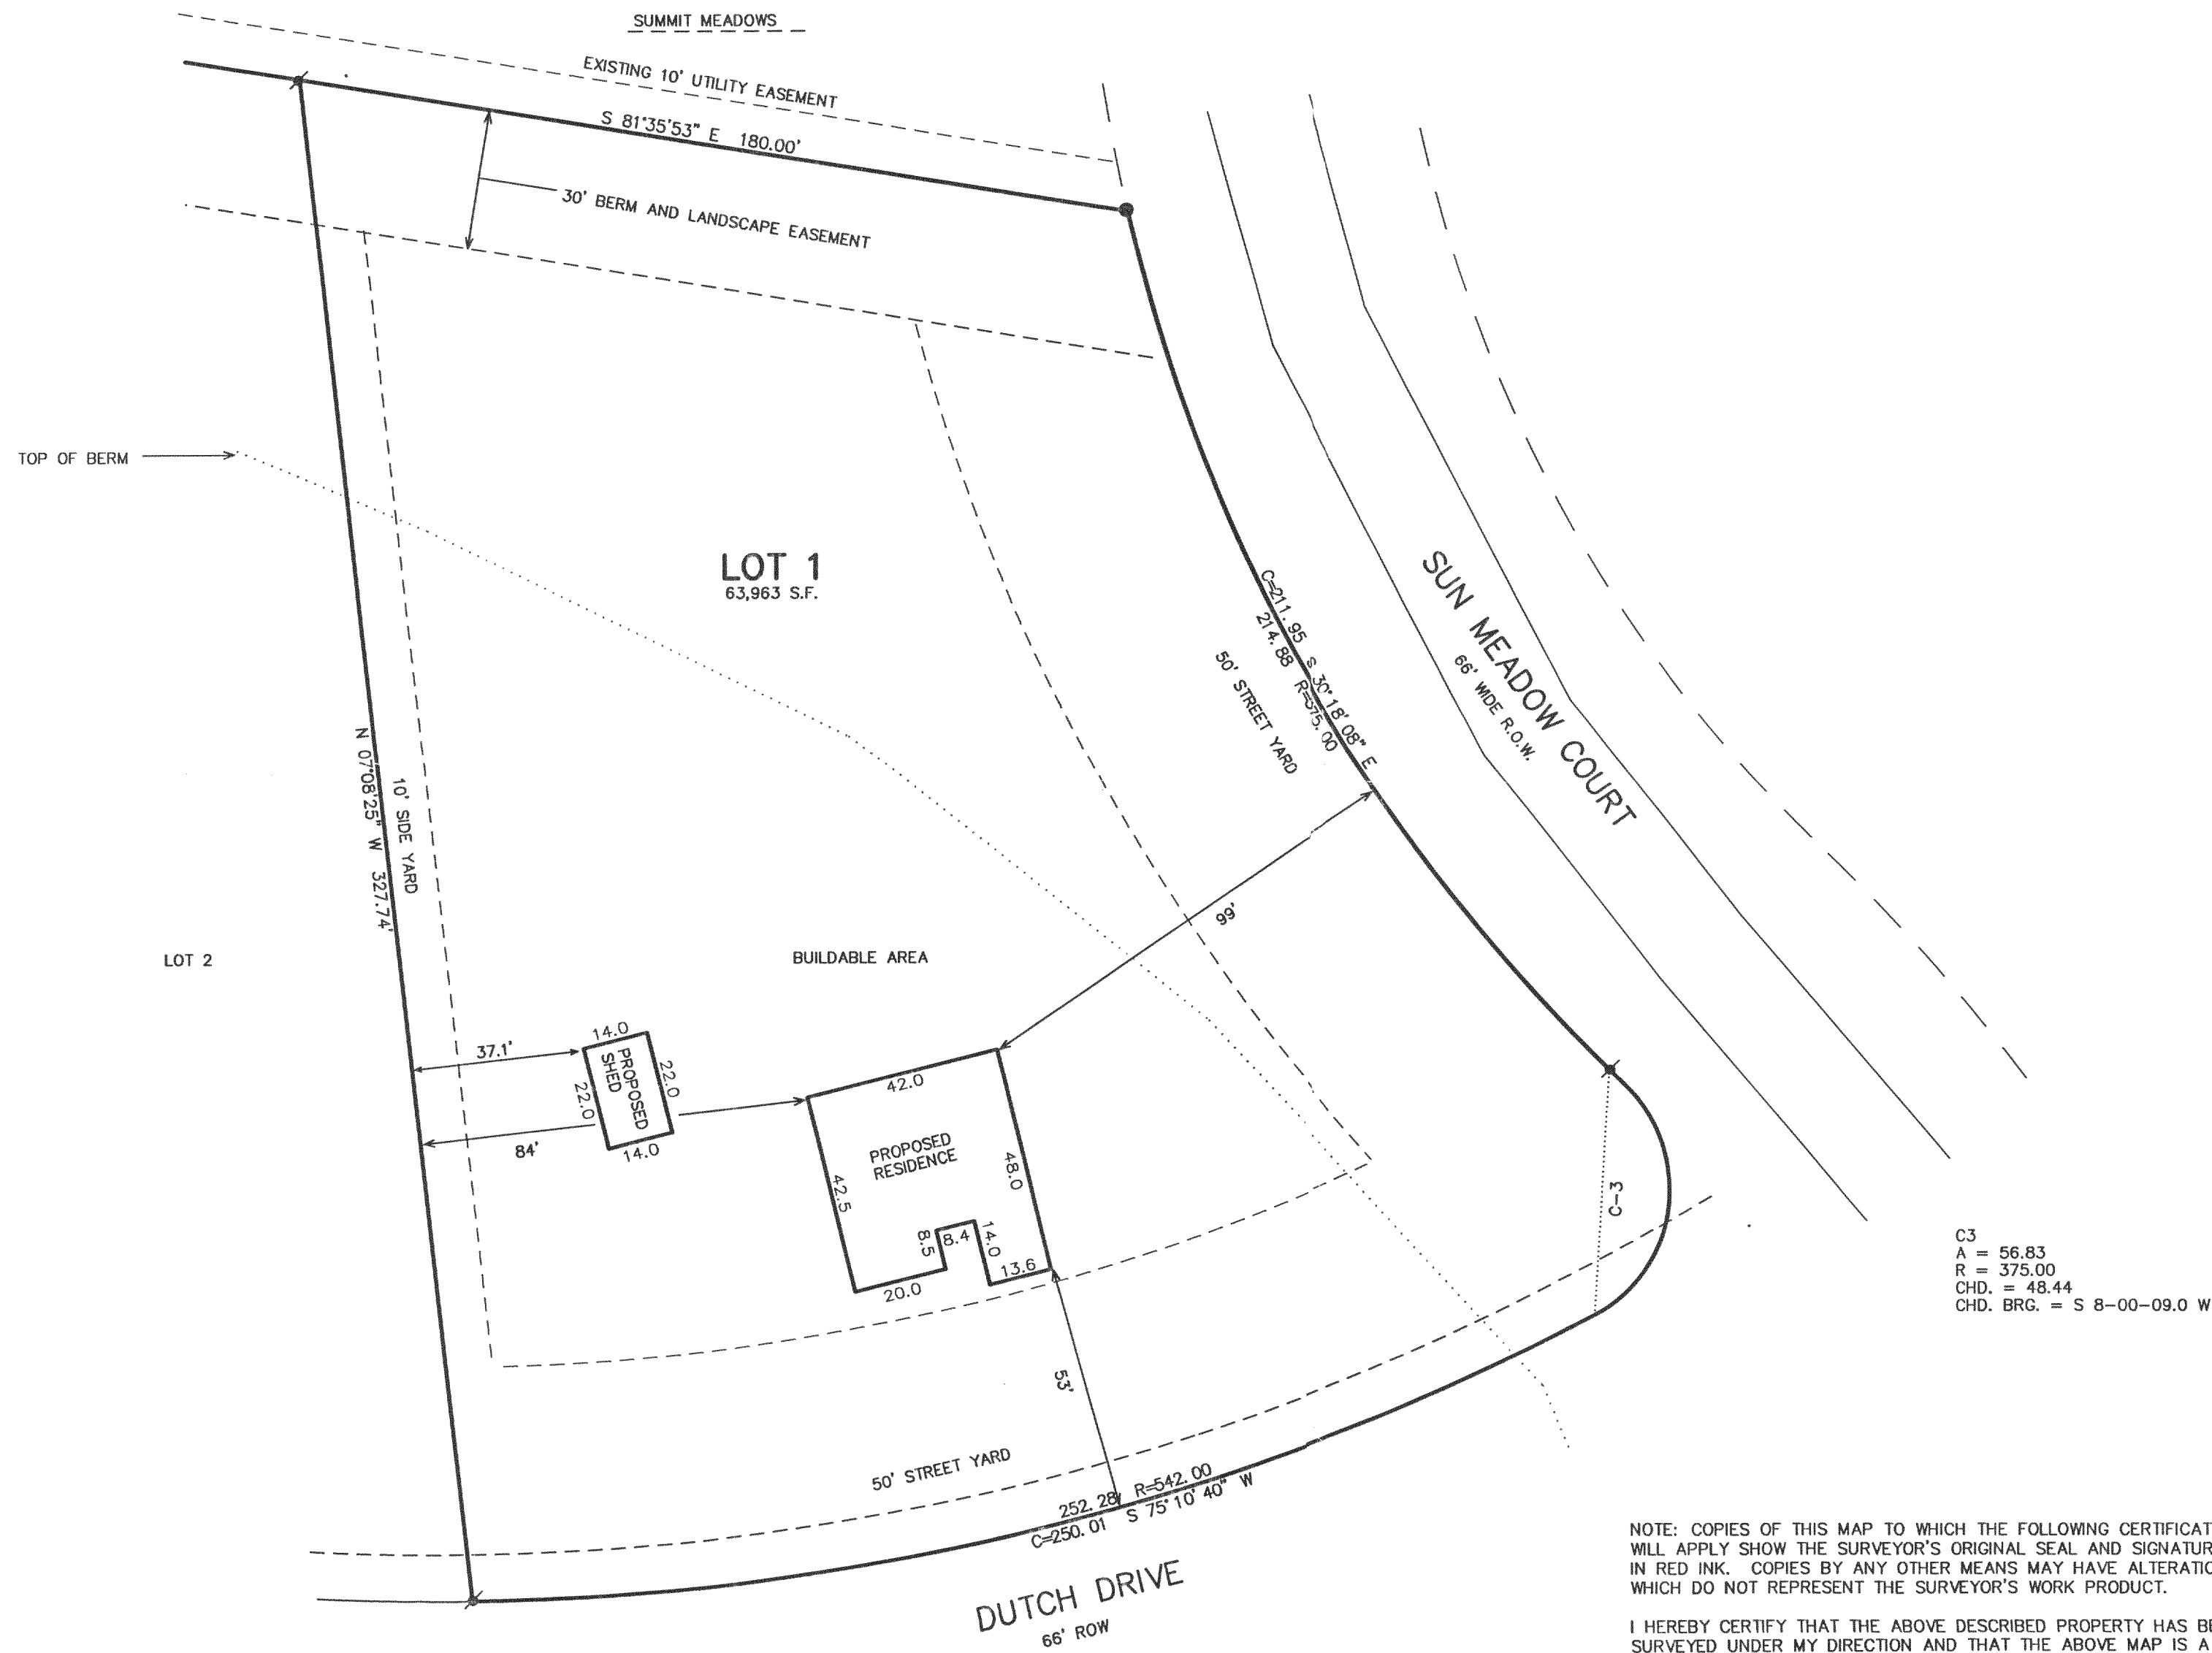 SUMMIT MEADOWS
EXISTING 10' UTILITY EASEMENT
S 81°35'53" E 180.00'
30' BERM AND LANDSCAPE EASEMENT
TOP OF BERM
LOT 1
63,963 S.F.
C=211.95 S 30°18'08" E
214.88 R=375.00
50' STREET YARD
SUN MEADOW COURT
66' WIDE R.O.W.
N 07°08'25" W 327.74'
10' SIDE YARD
LOT 2
BUILDABLE AREA
99'
37.1'
14.0
PROPOSED
SHED
22.0
22.0
14.0
84'
42.0
PROPOSED
RESIDENCE
48.0
42.5
8.5
8.4
14.0
13.6
20.0
C-3
C3
A = 56.83
R = 375.00
CHD. = 48.44
CHD. BRG. = S 8-00-09.0 W
53'
50' STREET YARD
252.28 R=542.00
C=250.01 S 75°10'40" W
DUTCH DRIVE
66' ROW
NOTE: COPIES OF THIS MAP TO WHICH THE FOLLOWING CERTIFICAT
WILL APPLY SHOW THE SURVEYOR'S ORIGINAL SEAL AND SIGNATUR
IN RED INK. COPIES BY ANY OTHER MEANS MAY HAVE ALTERATIO
WHICH DO NOT REPRESENT THE SURVEYOR'S WORK PRODUCT.
I HEREBY CERTIFY THAT THE ABOVE DESCRIBED PROPERTY HAS BE
SURVEYED UNDER MY DIRECTION AND THAT THE ABOVE MAP IS A